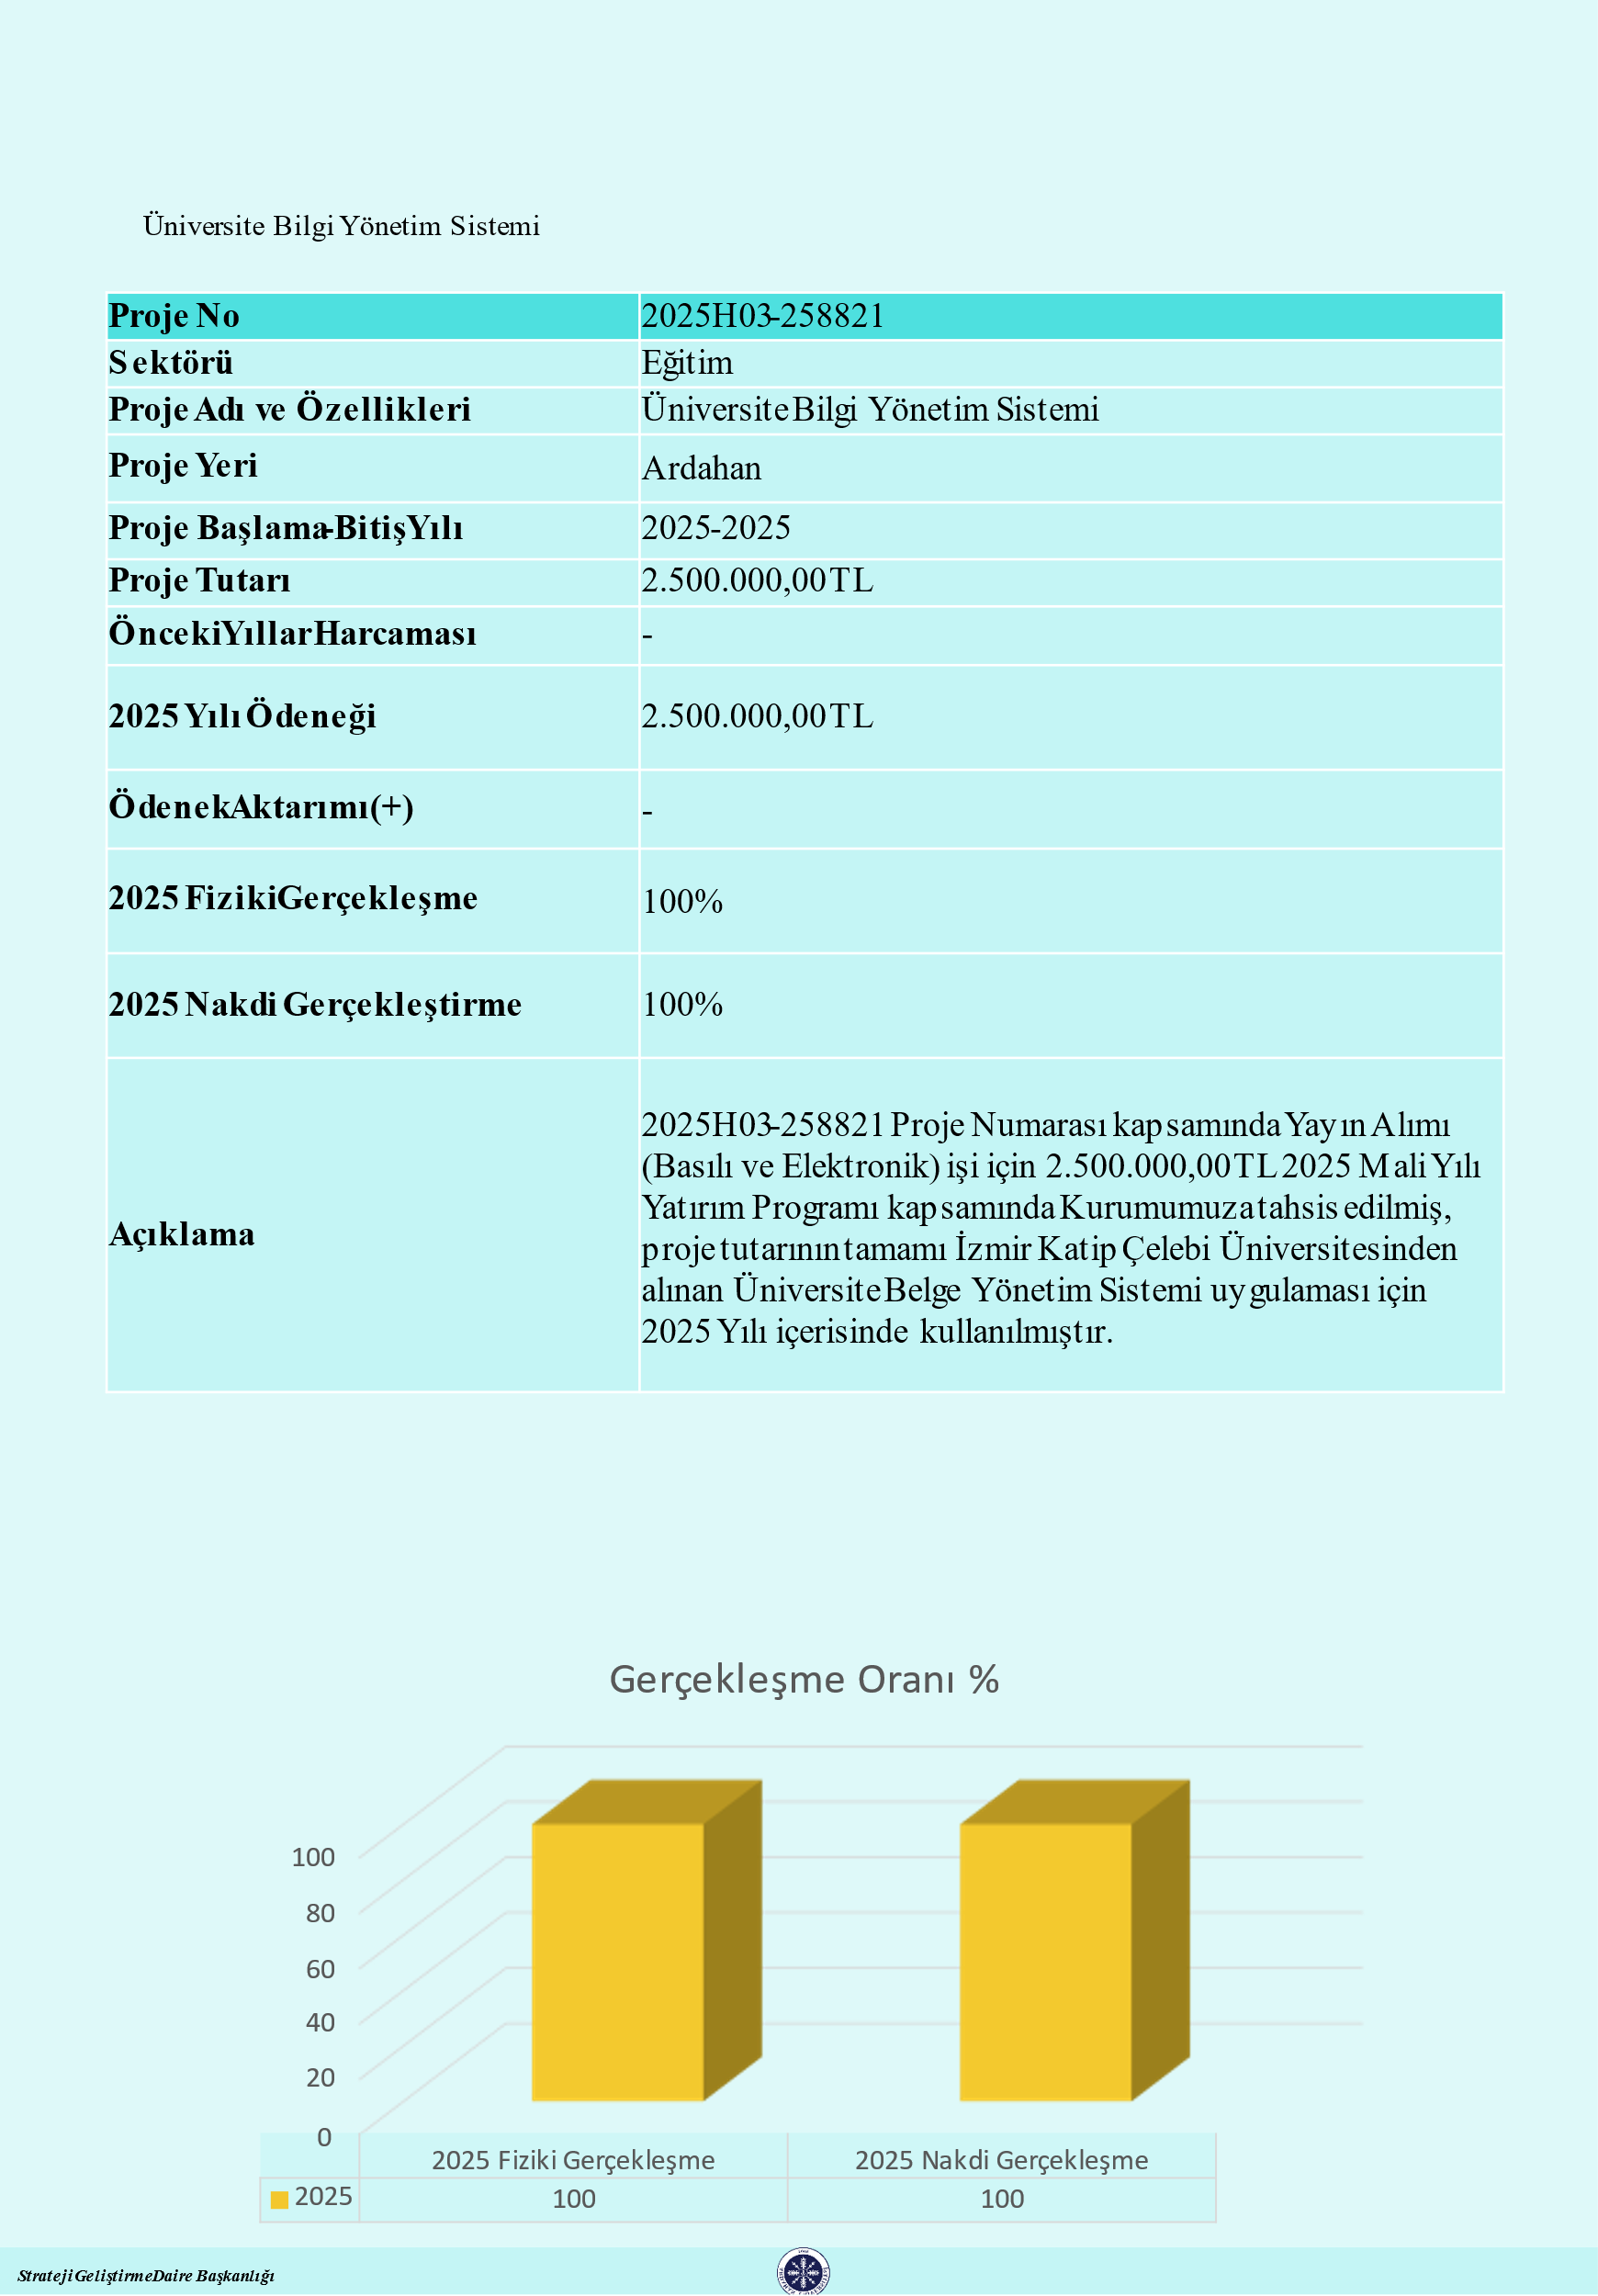 Üniversite Bilgi Yönetim Sistemi
Proje No 2025H03-258821
Sektörü Eğitim
Proje Adı ve Özellikleri Üniversite Bilgi Yönetim Sistemi
Proje Yeri Ardahan
Proje Başlama-Bitiş Yılı 2025-2025
Proje Tutarı 2.500.000,00 TL
Önceki Yıllar Harcaması -
2025 Yılı Ödeneği 2.500.000,00 TL
Ödenek Aktarımı(+) -
2025 Fiziki Gerçekleşme 100%
2025 Nakdi Gerçekleştirme 100%
Açıklama
2025H03-258821 Proje Numarası kapsamında Yayın Alımı
(Basılı ve Elektronik) işi için 2.500.000,00 TL 2025 Mali Yılı
Yatırım Programı kapsamında Kurumumuza tahsis edilmiş,
proje tutarının tamamı İzmir Katip Çelebi Üniversitesinden
alınan Üniversite Belge Yönetim Sistemi uygulaması için
2025 Yılı içerisinde kullanılmıştır.
Gerçekleşme Oranı %
100
80
60
40
20
0
2025 Fiziki Gerçekleşme 2025 Nakdi Gerçekleşme
2025 100 100
Strateji Geliştirme Daire Başkanlığı